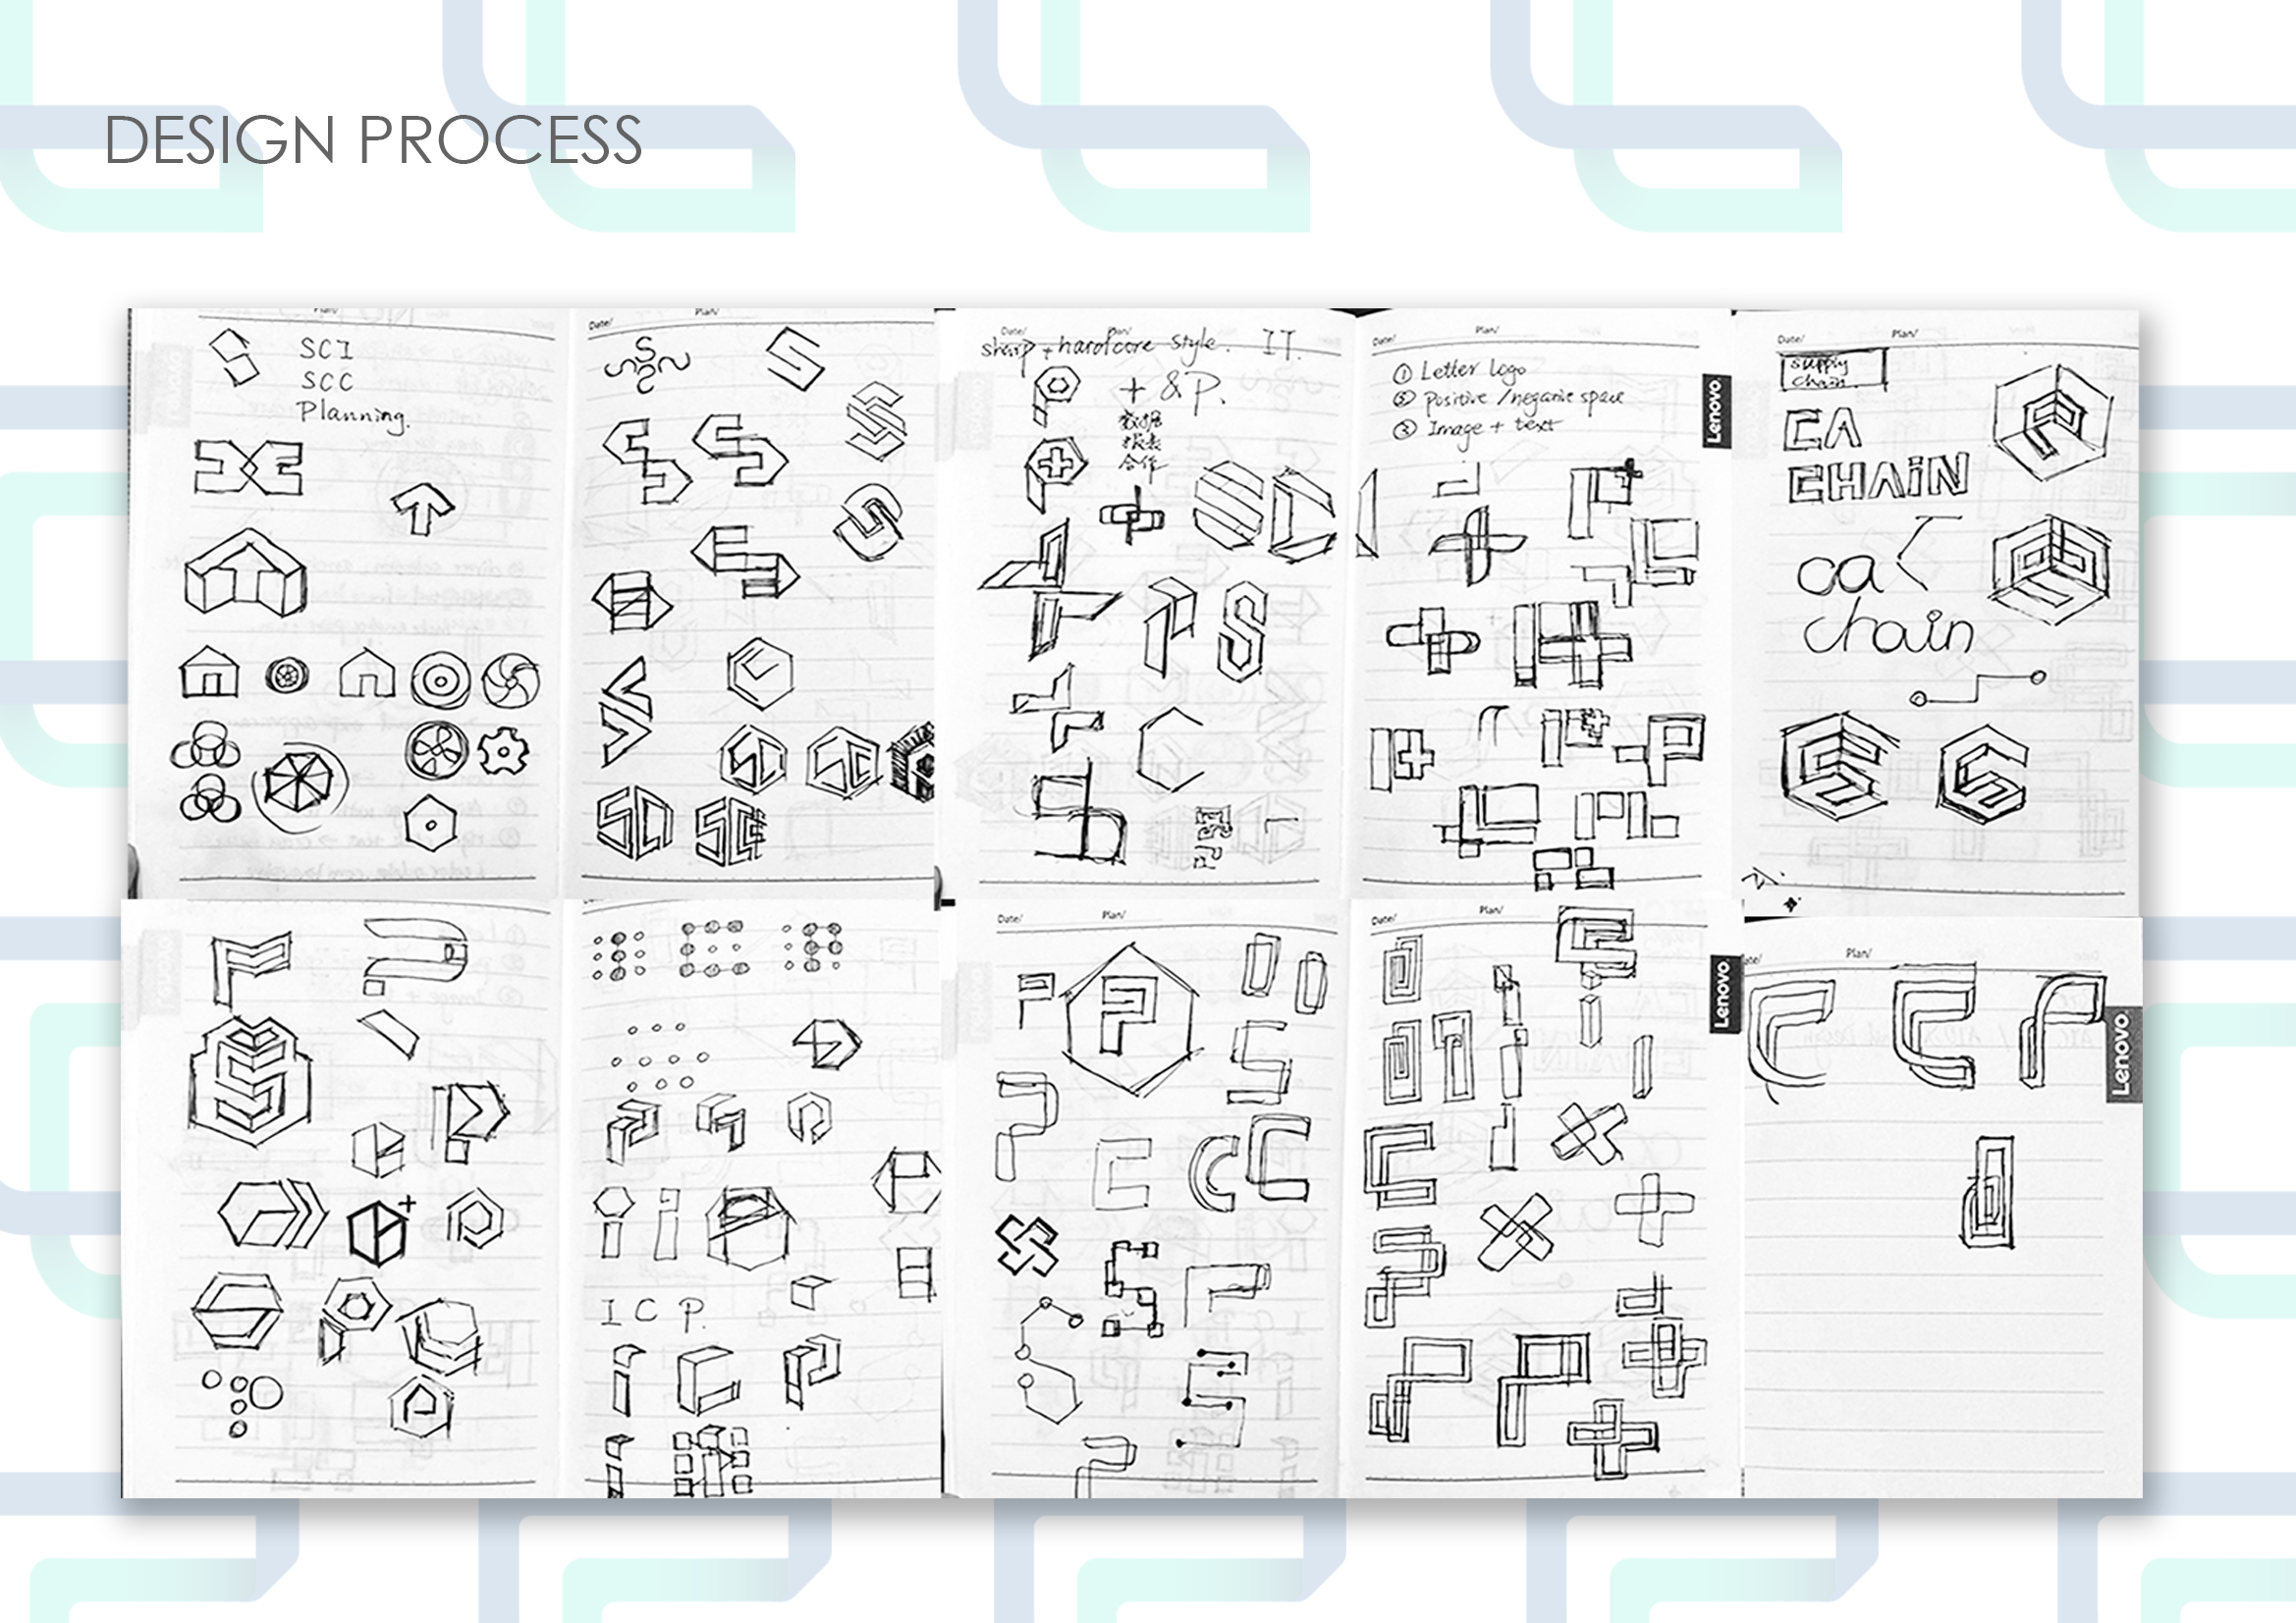 DESIGN PROCESS
Plan/
SCI
SCC
Planning.
Date/
Plan/
Date/
Plan/
sharp + hardcore style. IT.
+ & P.
数据
报表
合作
Date/
Plan/
① Letter logo
② Positive / negative space
③ Image + text
Lenovo
Date/
Plan/
supply
chain
CA
CHAiN
ca
chain
I C P.
Date/
Plan/
Date/
Plan/
Lenovo
Plan/
Lenovo